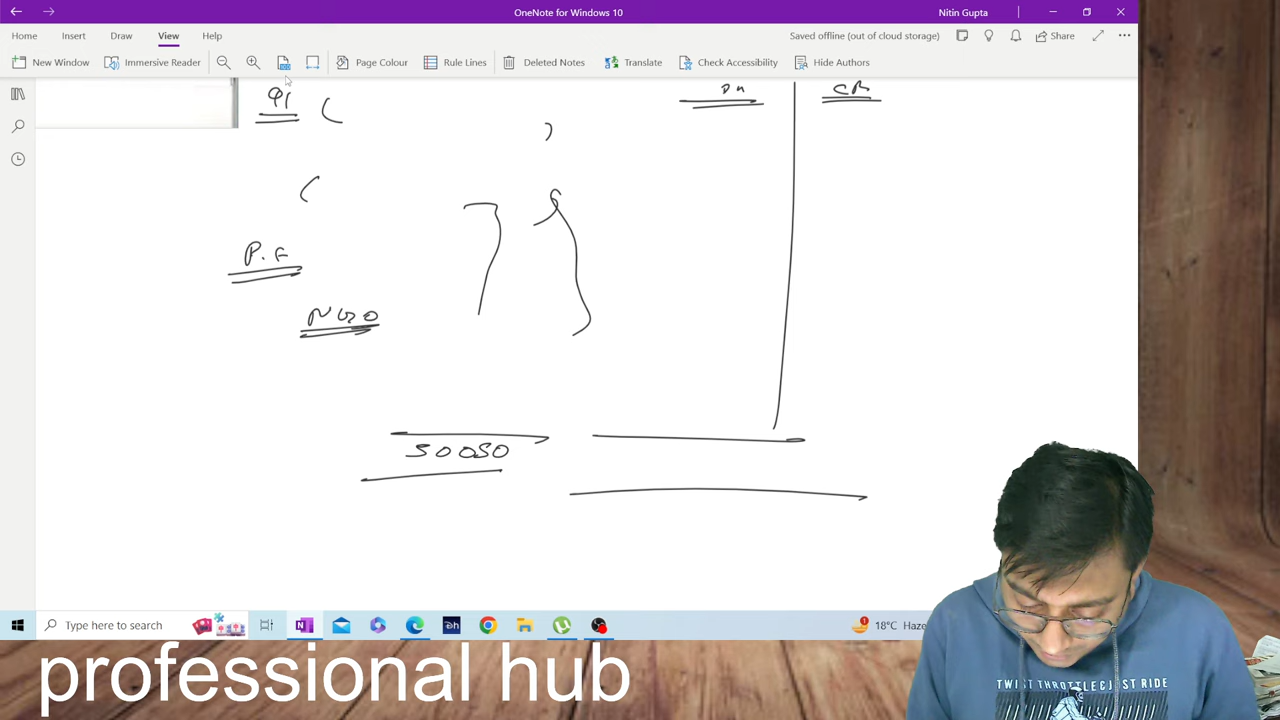 OneNote for Windows 10
Nitin Gupta
Home Insert Draw View Help
Saved offline (out of cloud storage)
Share
New Window Immersive Reader Page Colour Rule Lines Deleted Notes Translate Check Accessibility Hide Authors
CR
P.F
50050
Type here to search
18°C Haze
professional hub
TWIST THROTTLE JUST RIDE